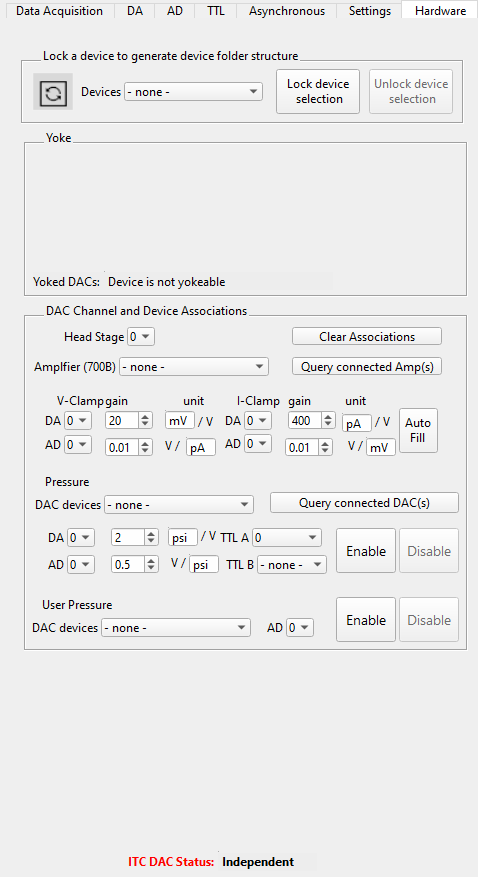 Data Acquisition DA AD TTL Asynchronous Settings Hardware
Lock a device to generate device folder structure
Devices - none - Lock device selection Unlock device selection
Yoke
Yoked DACs: Device is not yokeable
DAC Channel and Device Associations
Head Stage 0 Clear Associations
Amplfier (700B) - none - Query connected Amp(s)
V-Clamp gain unit I-Clamp gain unit
DA 0 20 mV / V DA 0 400 pA / V Auto Fill
AD 0 0.01 V / pA AD 0 0.01 V / mV
Pressure
DAC devices - none - Query connected DAC(s)
DA 0 2 psi / V TTL A 0 Enable Disable
AD 0 0.5 V / psi TTL B - none -
User Pressure
DAC devices - none - AD 0 Enable Disable
ITC DAC Status: Independent